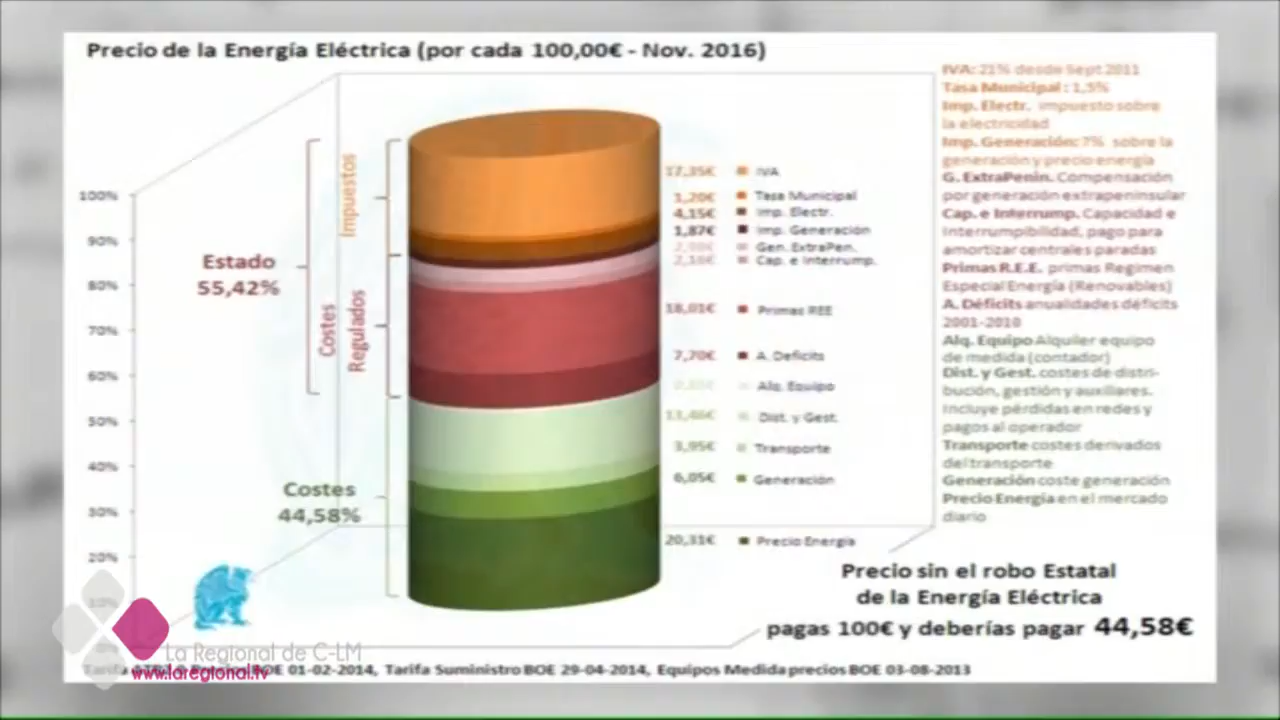 Precio de la Energía Eléctrica (por cada 100,00€ - Nov. 2016)
100%
90%
80%
70%
60%
50%
40%
30%
20%
Estado
55,42%
Impuestos
Costes
Regulados
Costes
44,58%
17,35€ IVA
1,20€ Tasa Municipal
4,15€ Imp. Electr.
1,87€ Imp. Generación
Gen. ExtraPen.
Cap. e Interrump.
18,01€ Primas REE
7,70€ A. Deficits
Alq. Equipo
Dist. y Gest.
3,95€ Transporte
6,05€ Generación
20,31€ Precio Energía
IVA: 21% desde Sept 2011
Tasa Municipal : 1,5%
Imp. Electr. impuesto sobre
la electricidad
Imp. Generación: 7% sobre la
generación y precio energía
G. ExtraPenin. Compensación
por generación extrapeninsular
Cap. e Interrump. Capacidad e
Interrumpibilidad, pago para
amortizar centrales paradas
Primas R.E.E. primas Regimen
Especial Energía (Renovables)
A. Déficits anualidades déficits
2001-2010
Alq. Equipo Alquiler equipo
de medida (contador)
Dist. y Gest. costes de distri-
bución, gestión y auxiliares.
Incluye pérdidas en redes y
pagos al operador
Transporte costes derivados
del transporte
Generación coste generación
Precio Energía en el mercado
diario
Precio sin el robo Estatal
de la Energía Eléctrica
pagas 100€ y deberías pagar 44,58€
La Regional de C-LM
www.laregional.tv
Tarifa BOE 01-02-2014, Tarifa Suministro BOE 29-04-2014, Equipos Medida precios BOE 03-08-2013